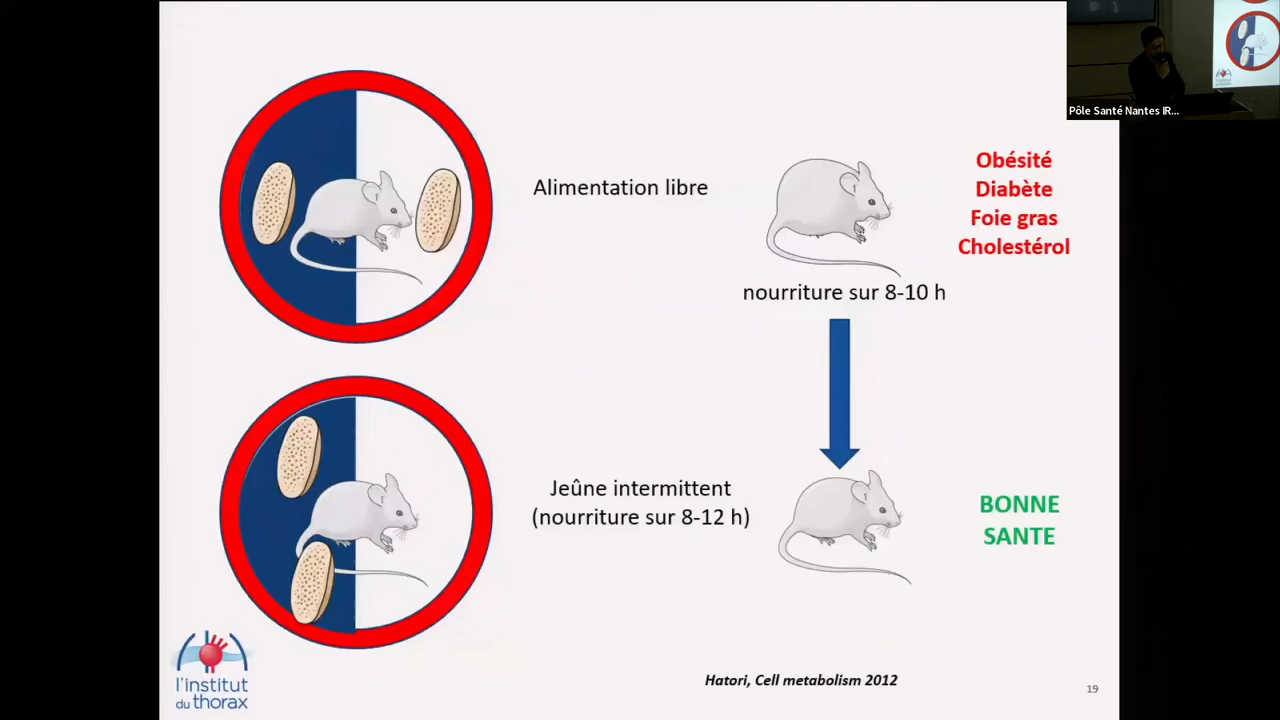 Pôle Santé Nantes IR...
Alimentation libre
Obésité
Diabète
Foie gras
Cholestérol
nourriture sur 8-10 h
Jeûne intermittent
(nourriture sur 8-12 h)
BONNE
SANTE
l'institut
du thorax
Hatori, Cell metabolism 2012
19